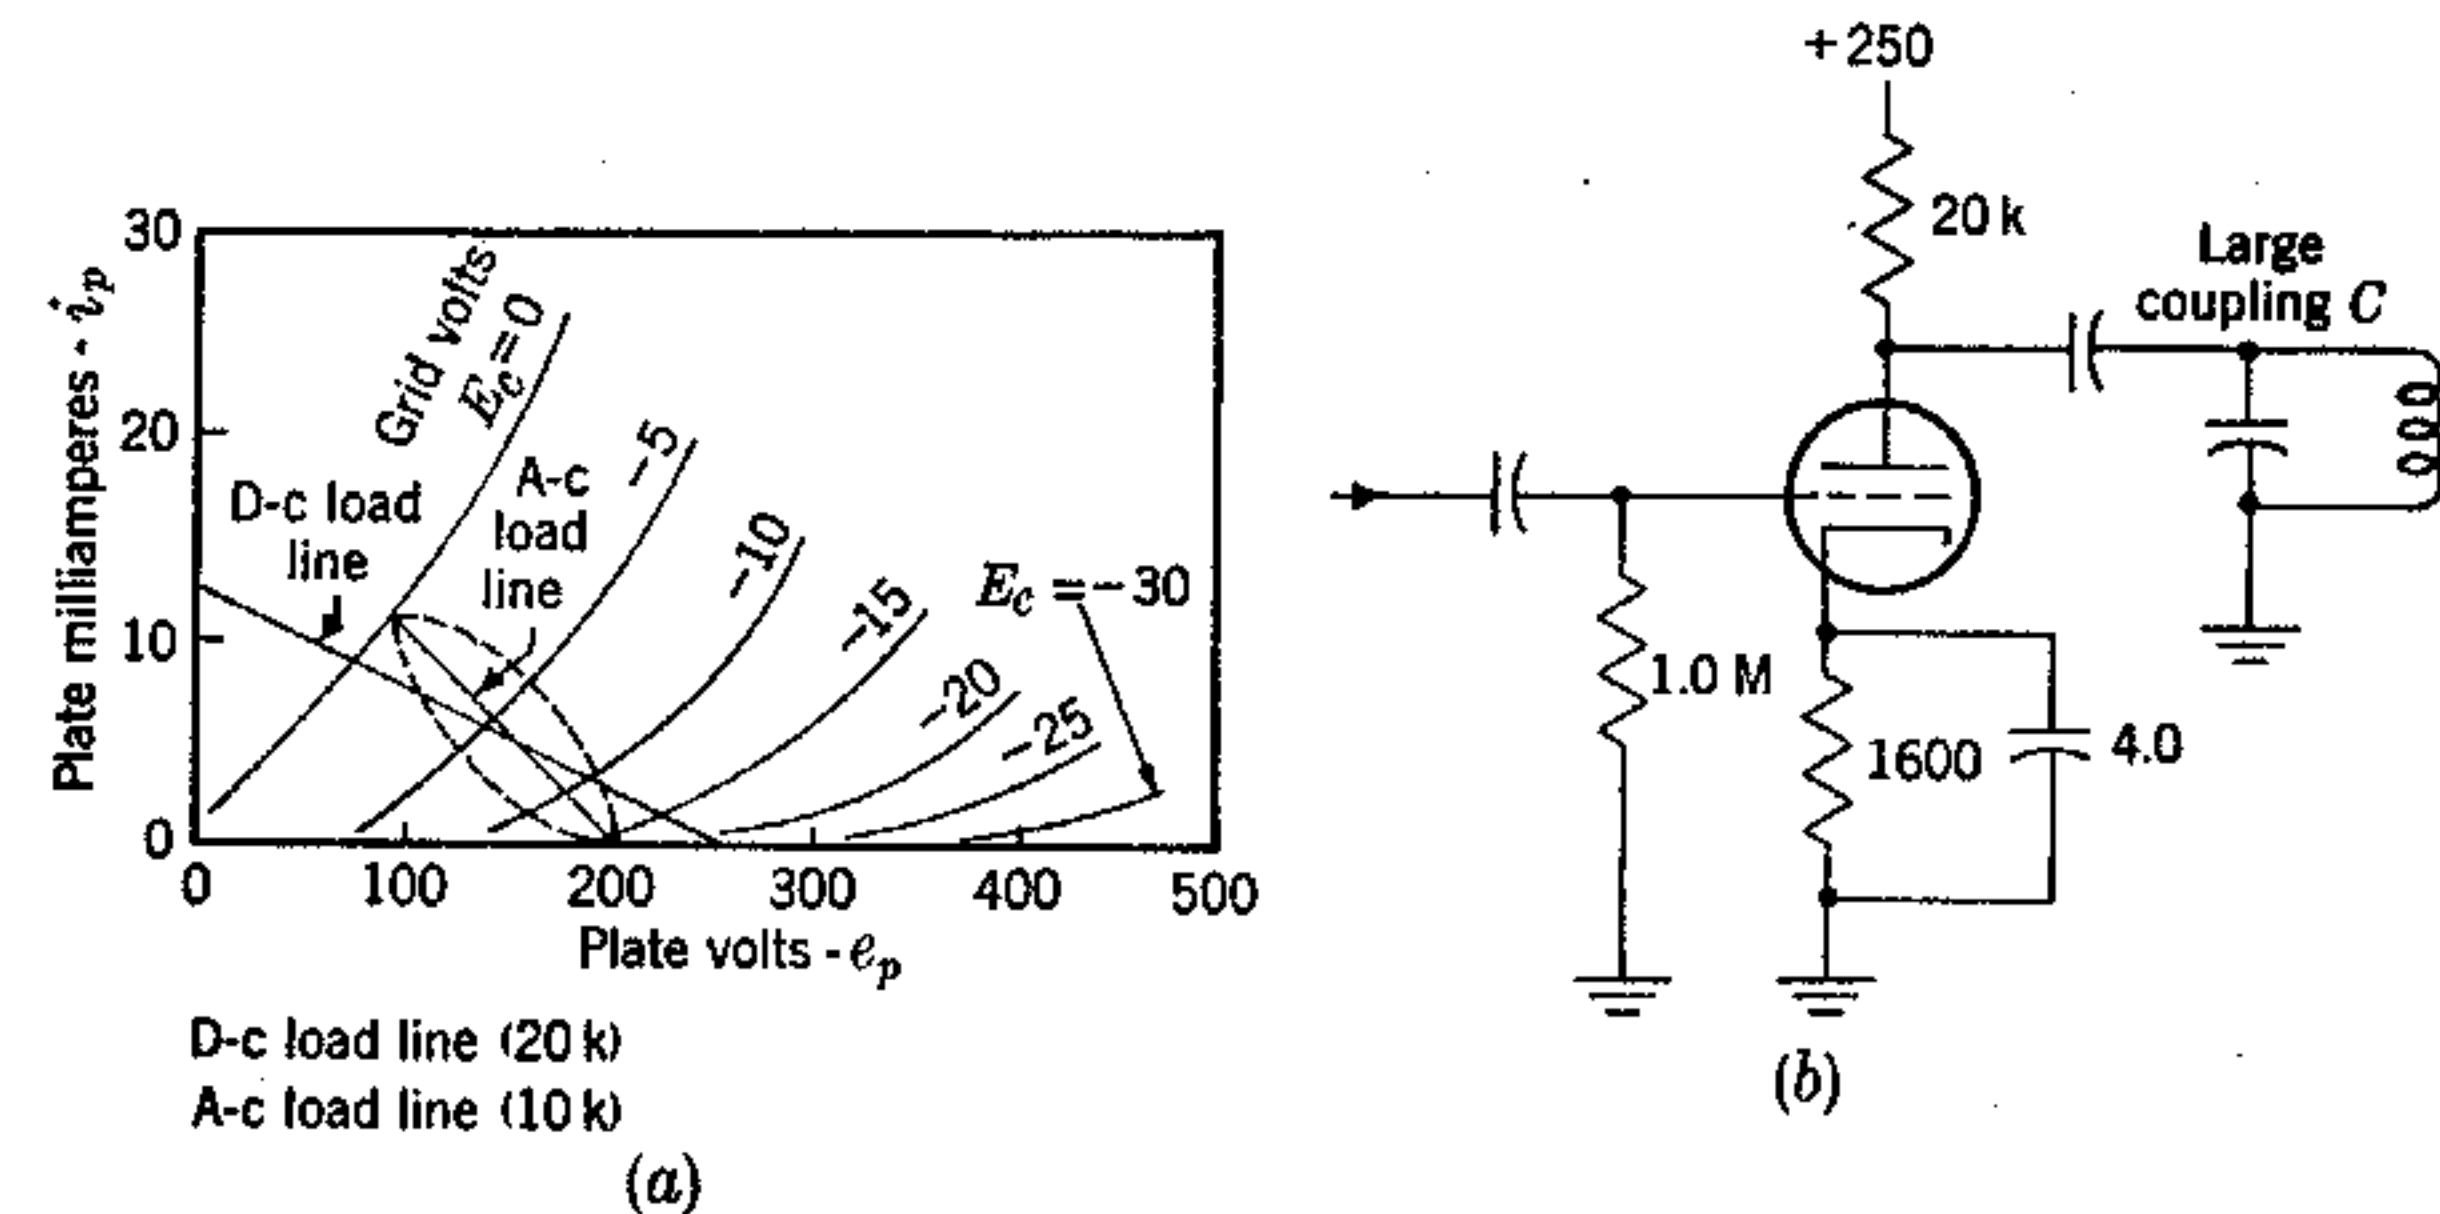 30
20
10
0
Plate milliamperes - ip
Grid volts
Ec=0
-5
-10
-15
-20
-25
Ec=-30
D-c load
line
A-c
load
line
0 100 200 300 400 500
Plate volts - ep
D-c load line (20 k)
A-c load line (10 k)
(a)
+250
20 k
Large
coupling C
1.0 M
1600
4.0
(b)